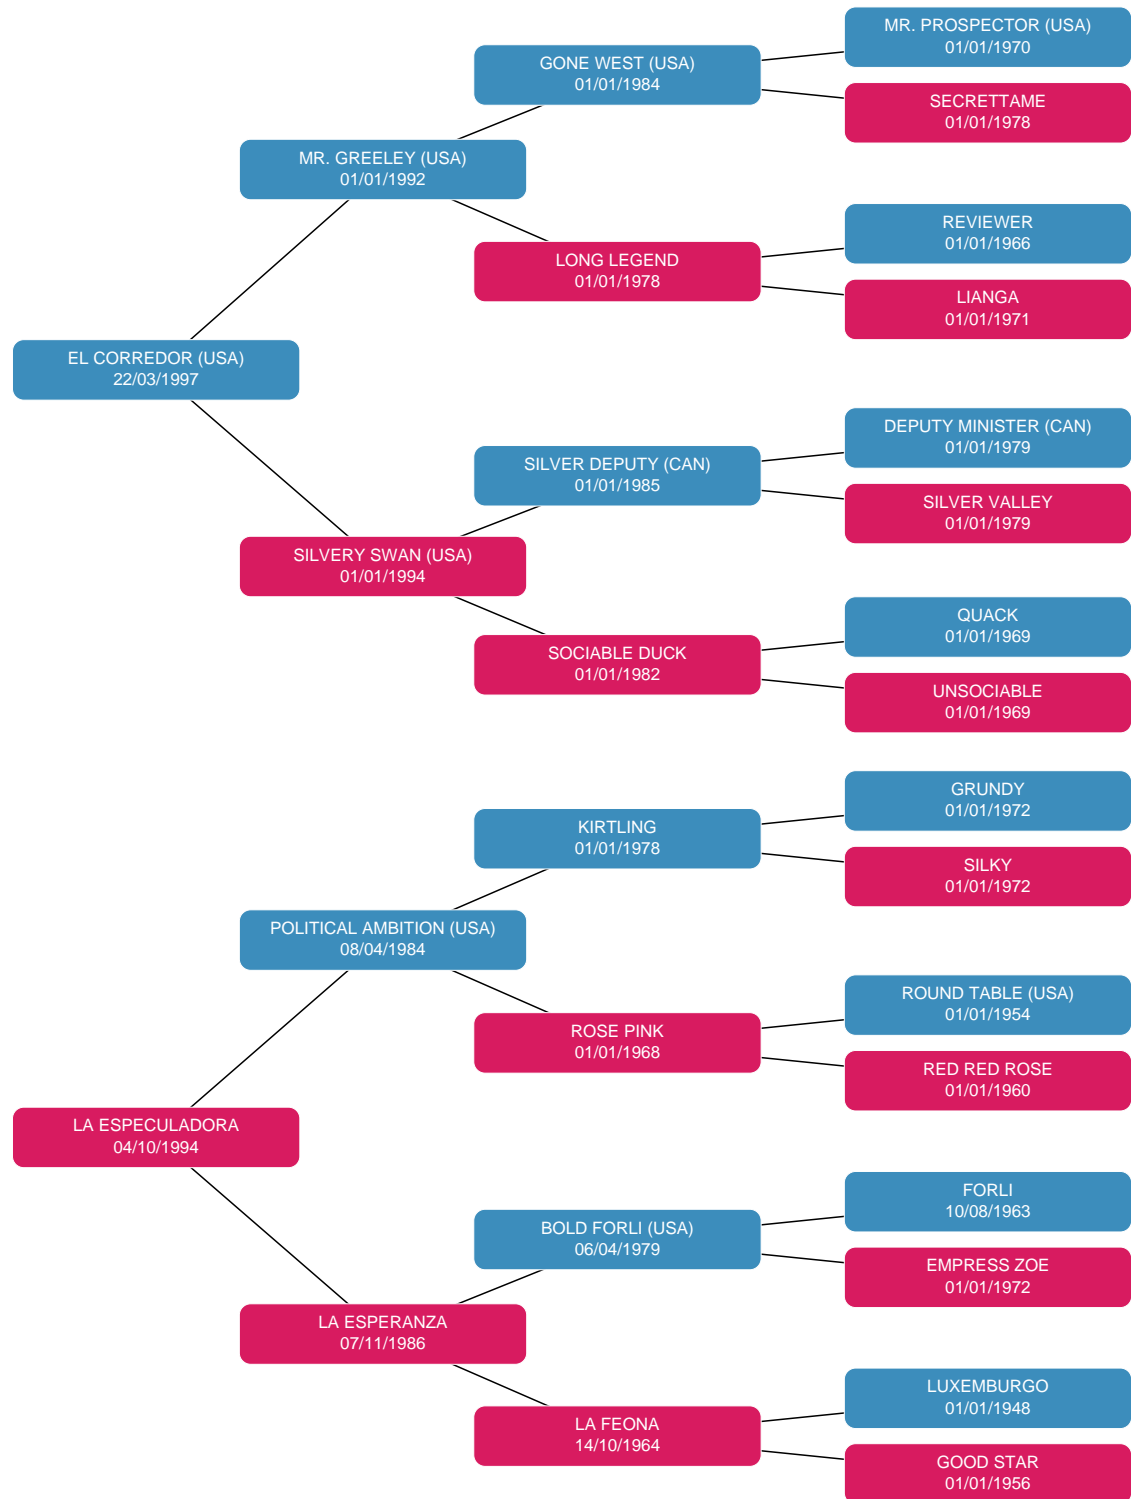 MR. PROSPECTOR (USA)
01/01/1970
GONE WEST (USA)
01/01/1984
SECRETTAME
01/01/1978
MR. GREELEY (USA)
01/01/1992
REVIEWER
01/01/1966
LONG LEGEND
01/01/1978
LIANGA
01/01/1971
EL CORREDOR (USA)
22/03/1997
DEPUTY MINISTER (CAN)
01/01/1979
SILVER DEPUTY (CAN)
01/01/1985
SILVER VALLEY
01/01/1979
SILVERY SWAN (USA)
01/01/1994
QUACK
01/01/1969
SOCIABLE DUCK
01/01/1982
UNSOCIABLE
01/01/1969
GRUNDY
01/01/1972
KIRTLING
01/01/1978
SILKY
01/01/1972
POLITICAL AMBITION (USA)
08/04/1984
ROUND TABLE (USA)
01/01/1954
ROSE PINK
01/01/1968
RED RED ROSE
01/01/1960
LA ESPECULADORA
04/10/1994
FORLI
10/08/1963
BOLD FORLI (USA)
06/04/1979
EMPRESS ZOE
01/01/1972
LA ESPERANZA
07/11/1986
LUXEMBURGO
01/01/1948
LA FEONA
14/10/1964
GOOD STAR
01/01/1956